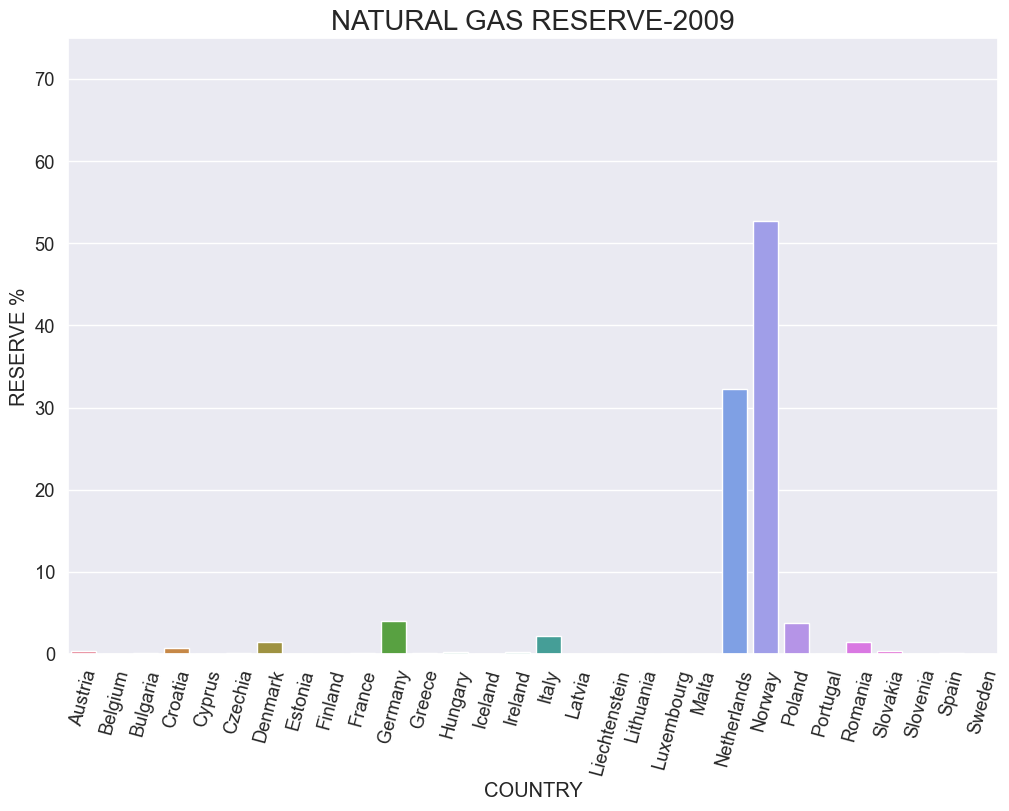 NATURAL GAS RESERVE-2009
70
60
50
40
30
20
10
0
RESERVE %
Austria
Belgium
Bulgaria
Croatia
Cyprus
Czechia
Denmark
Estonia
Finland
France
Germany
Greece
Hungary
Iceland
Ireland
Italy
Latvia
Liechtenstein
Lithuania
Luxembourg
Malta
Netherlands
Norway
Poland
Portugal
Romania
Slovakia
Slovenia
Spain
Sweden
COUNTRY